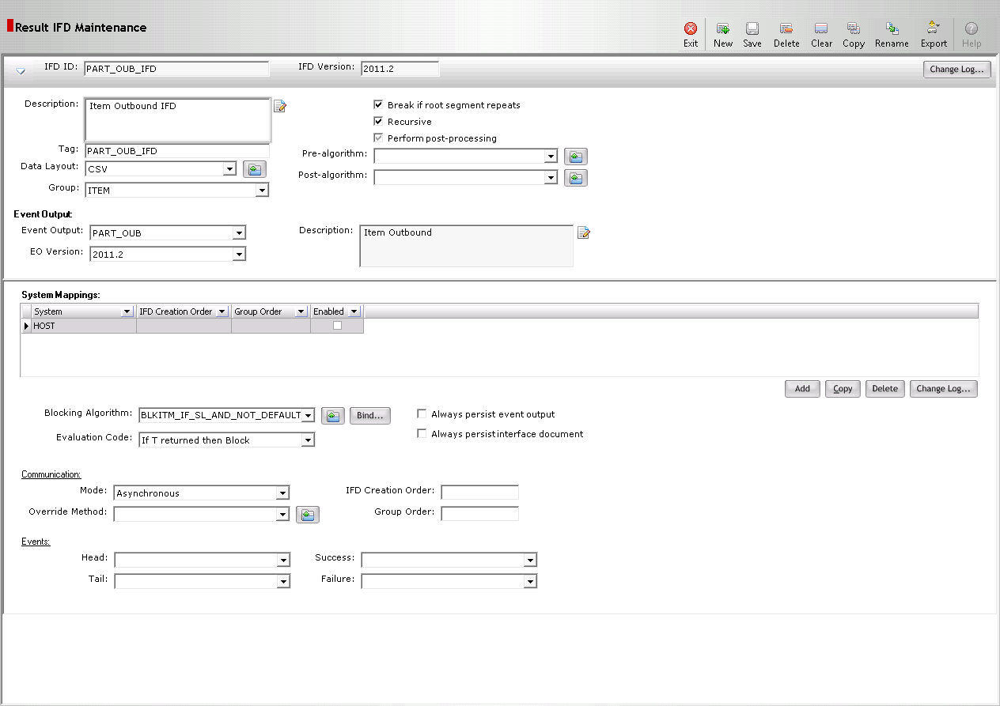 Result IFD Maintenance
Exit New Save Delete Clear Copy Rename Export Help
IFD ID: PART_OUB_IFD IFD Version: 2011.2 Change Log...
Description: Item Outbound IFD
Break if root segment repeats
Recursive
Perform post-processing
Tag: PART_OUB_IFD
Pre-algorithm:
Data Layout: CSV
Post-algorithm:
Group: ITEM
Event Output:
Event Output: PART_OUB Description: Item Outbound
EO Version: 2011.2
System Mappings:
System IFD Creation Order Group Order Enabled
HOST
Add Copy Delete Change Log...
Blocking Algorithm: BLKITM_IF_SL_AND_NOT_DEFAULT Bind... Always persist event output
Evaluation Code: If T returned then Block Always persist interface document
Communication:
Mode: Asynchronous IFD Creation Order:
Override Method: Group Order:
Events:
Head: Success:
Tail: Failure: